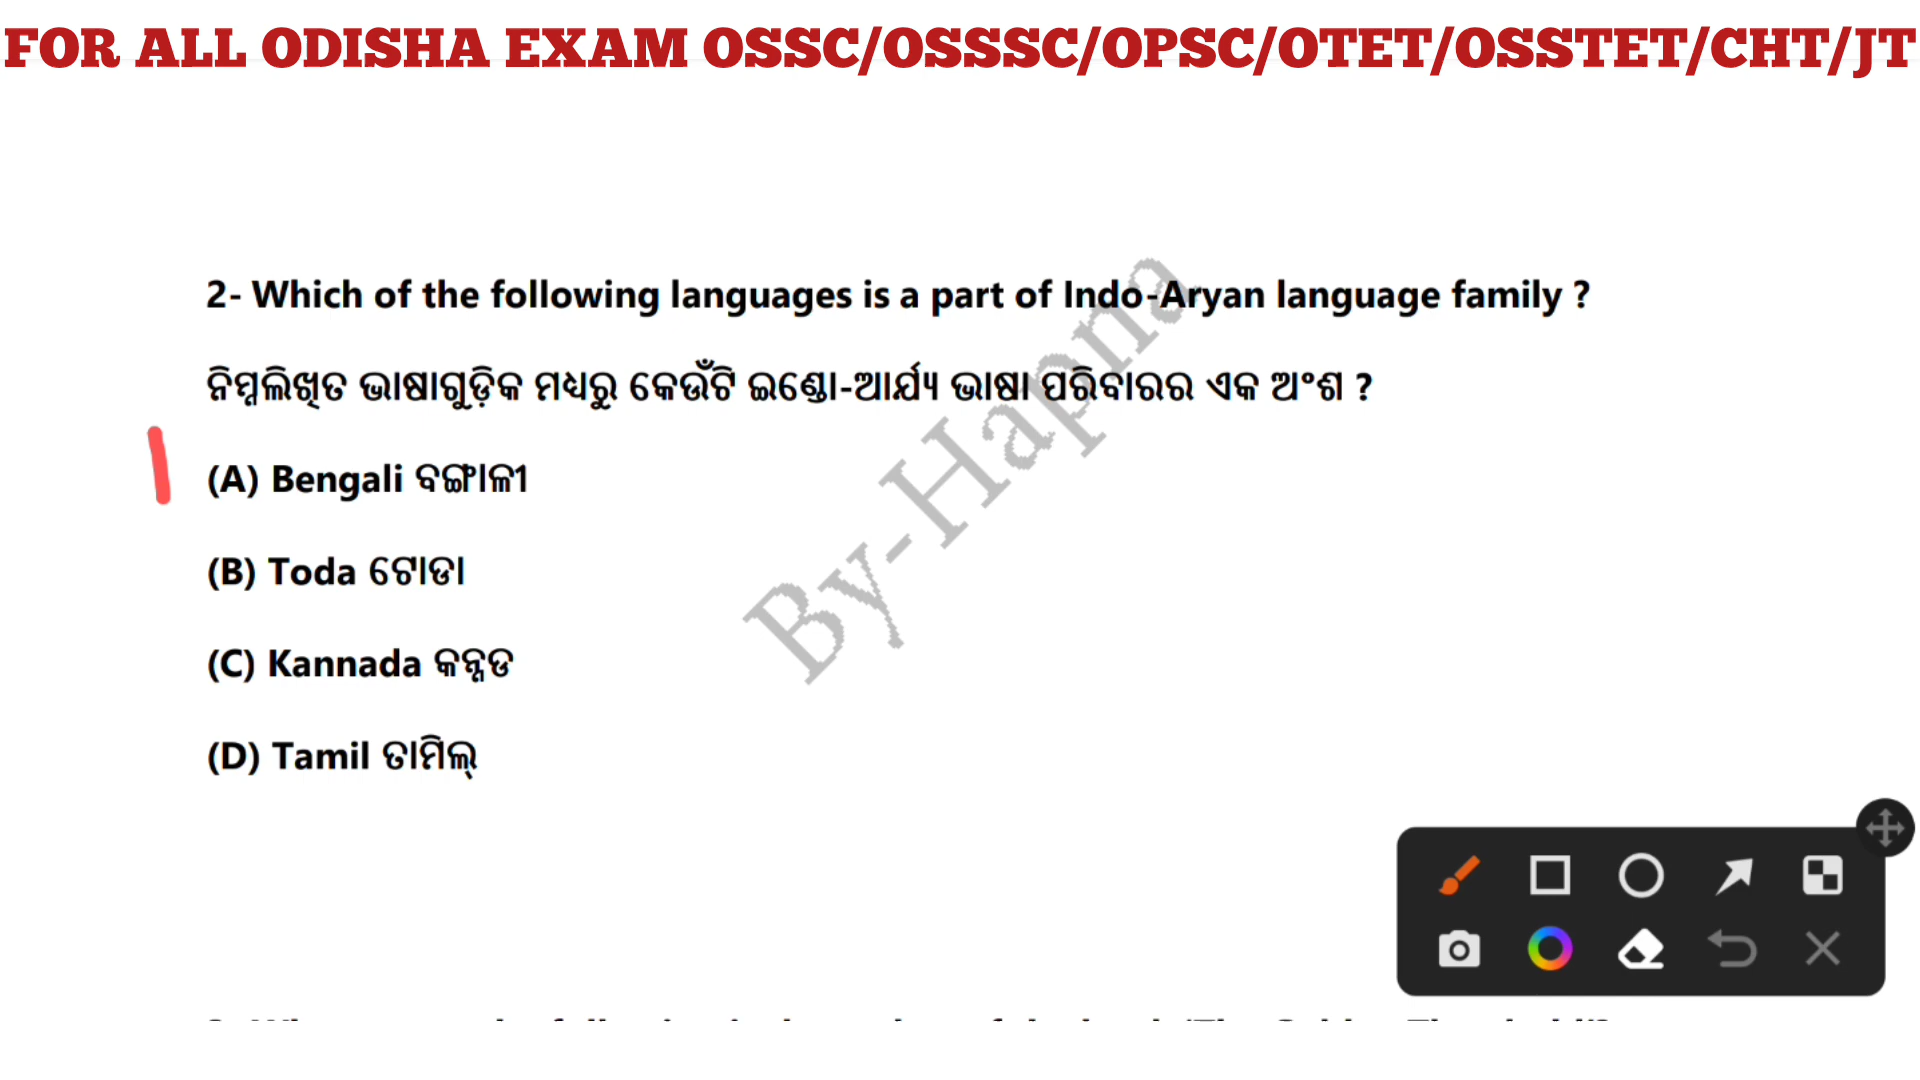 FOR ALL ODISHA EXAM OSSC/OSSSC/OPSC/OTET/OSSTET/CHT/JT
2- Which of the following languages is a part of Indo-Aryan language family ?
ନିମ୍ନଲିଖିତ ଭାଷାଗୁଡ଼ିକ ମଧ୍ୟରୁ କେଉଁଟି ଇଣ୍ଡୋ-ଆର୍ଯ୍ୟ ଭାଷା ପରିବାରର ଏକ ଅଂଶ ?
(A) Bengali ବଙ୍ଗାଳୀ
(B) Toda ଟୋଡା
(C) Kannada କନ୍ନଡ
(D) Tamil ତାମିଲ୍
By-Hapna